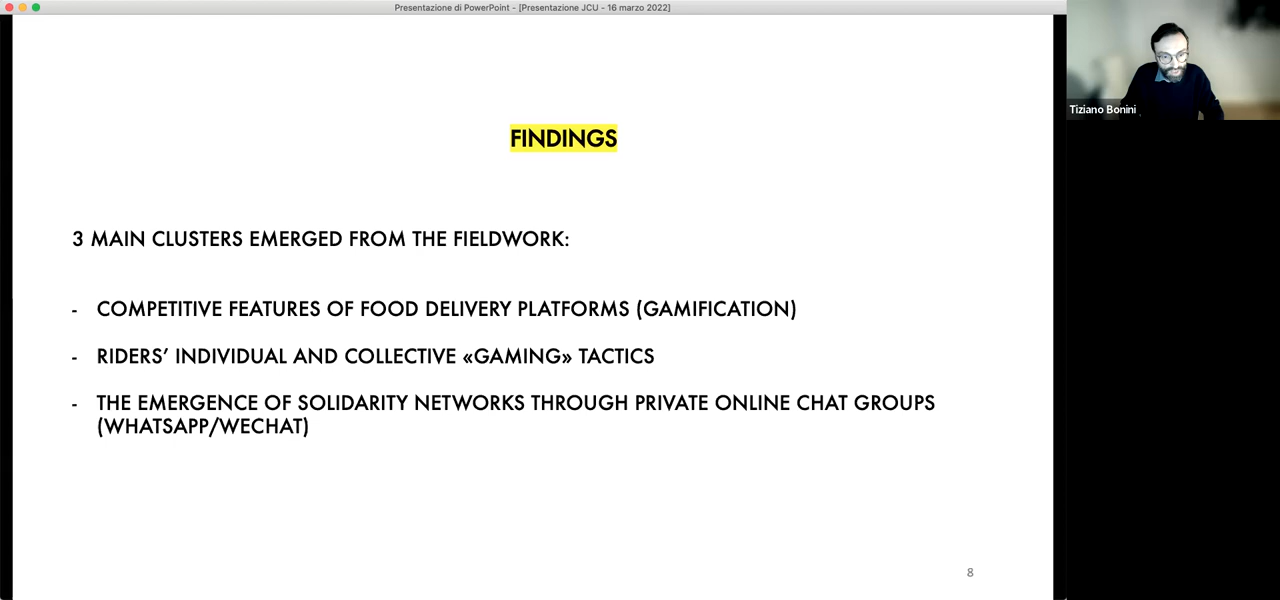 Presentazione di PowerPoint - [Presentazione JCU - 16 marzo 2022]
Tiziano Bonini
FINDINGS
3 MAIN CLUSTERS EMERGED FROM THE FIELDWORK:
- COMPETITIVE FEATURES OF FOOD DELIVERY PLATFORMS (GAMIFICATION)
- RIDERS’ INDIVIDUAL AND COLLECTIVE «GAMING» TACTICS
- THE EMERGENCE OF SOLIDARITY NETWORKS THROUGH PRIVATE ONLINE CHAT GROUPS
(WHATSAPP/WECHAT)
8